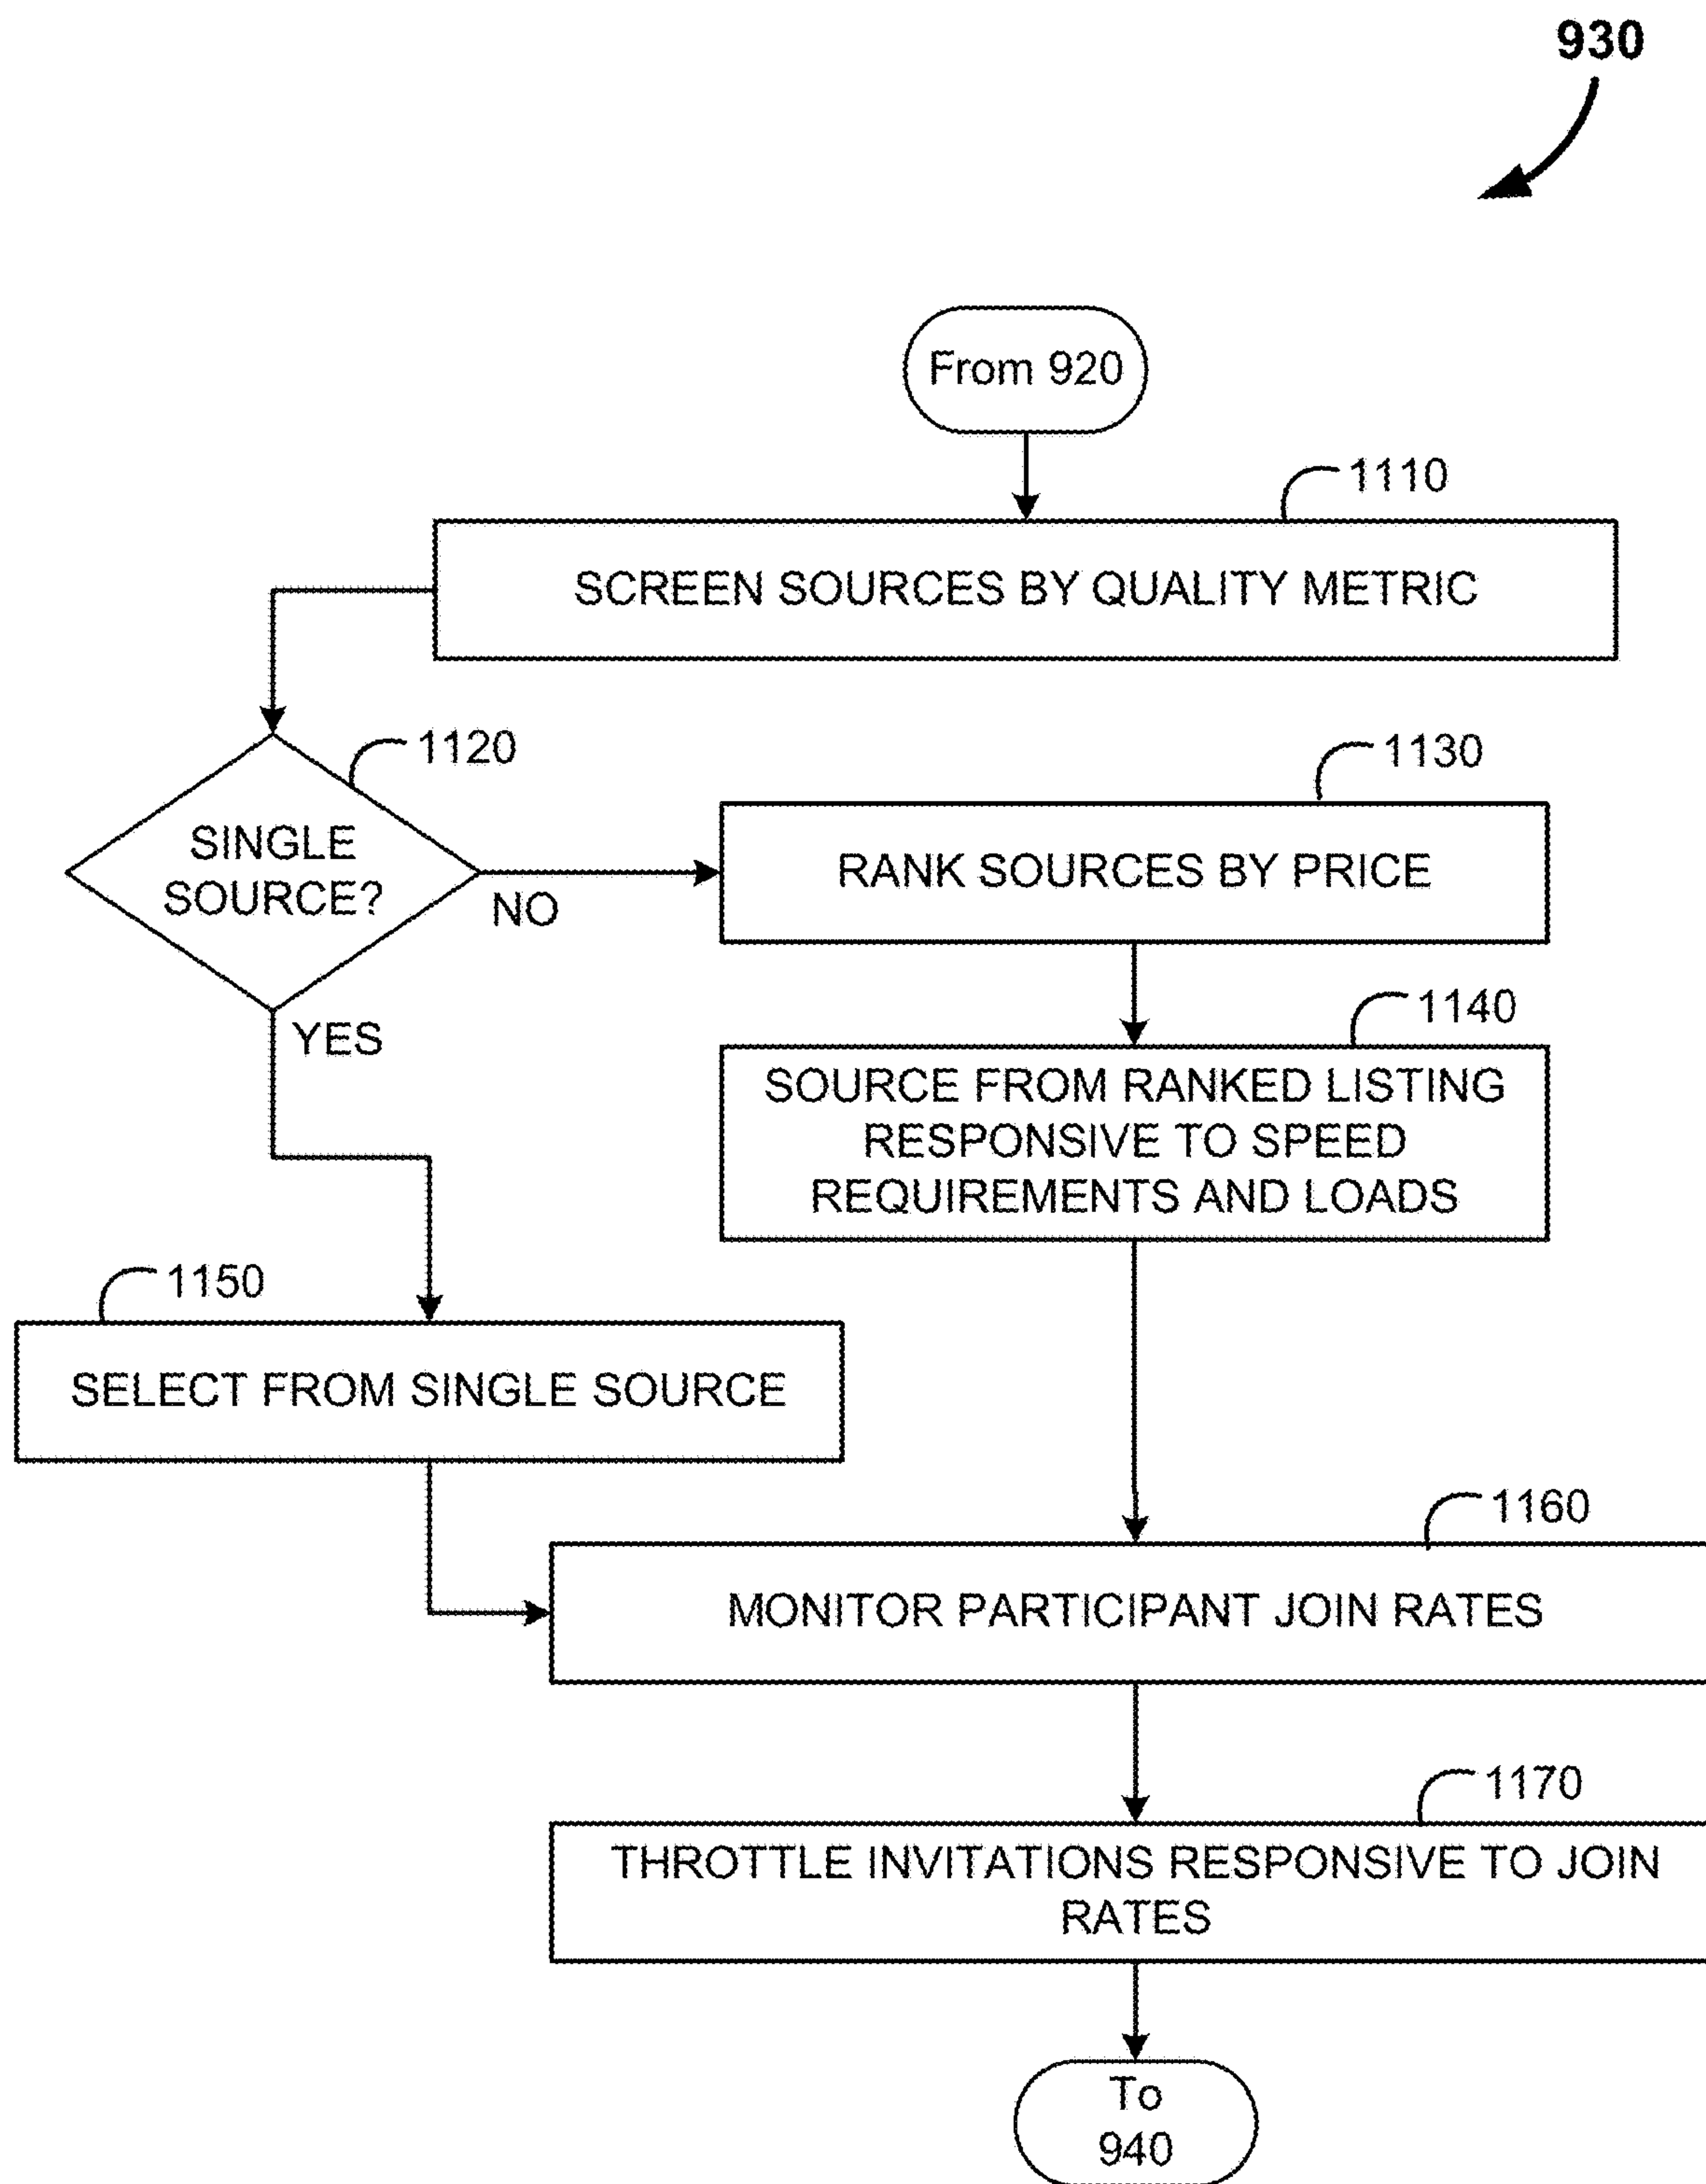 930
From 920
1110
SCREEN SOURCES BY QUALITY METRIC
1120
SINGLE
SOURCE?
NO
YES
1130
RANK SOURCES BY PRICE
1140
SOURCE FROM RANKED LISTING
RESPONSIVE TO SPEED
REQUIREMENTS AND LOADS
1150
SELECT FROM SINGLE SOURCE
1160
MONITOR PARTICIPANT JOIN RATES
1170
THROTTLE INVITATIONS RESPONSIVE TO JOIN
RATES
To
940